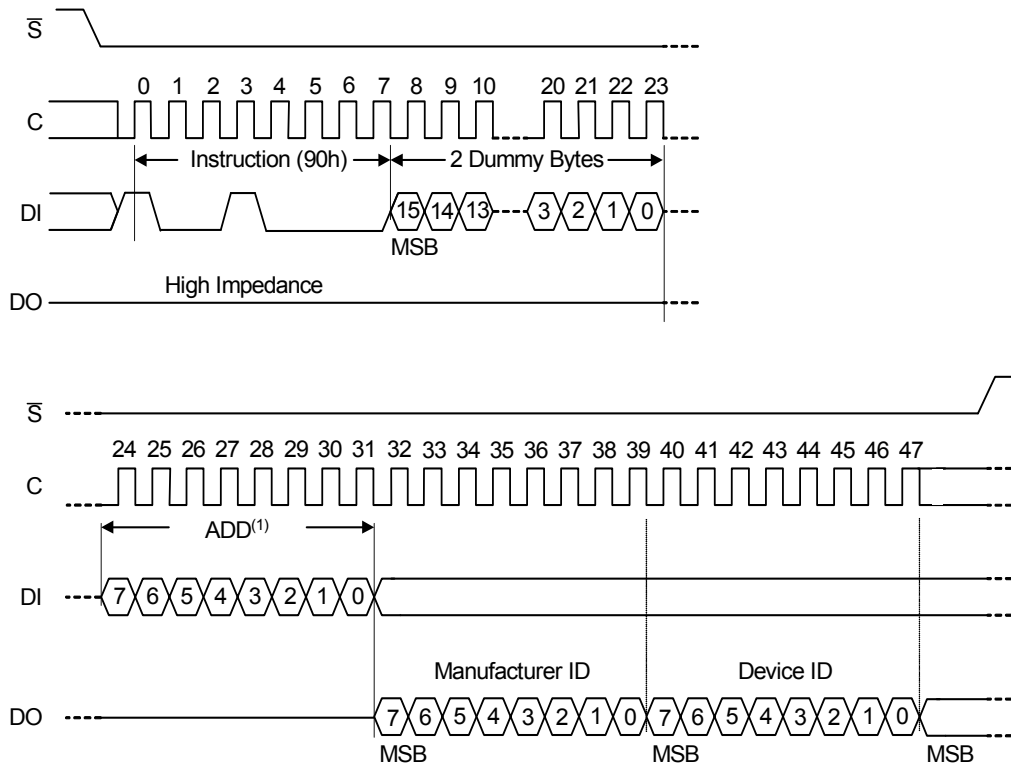 S̅
0 1 2 3 4 5 6 7 8 9 10 20 21 22 23
C
Instruction (90h) 2 Dummy Bytes
DI 15 14 13 3 2 1 0
MSB
High Impedance
DO
S̅
24 25 26 27 28 29 30 31 32 33 34 35 36 37 38 39 40 41 42 43 44 45 46 47
C
ADD(1)
DI 7 6 5 4 3 2 1 0
Manufacturer ID Device ID
DO 7 6 5 4 3 2 1 0 7 6 5 4 3 2 1 0
MSB MSB MSB